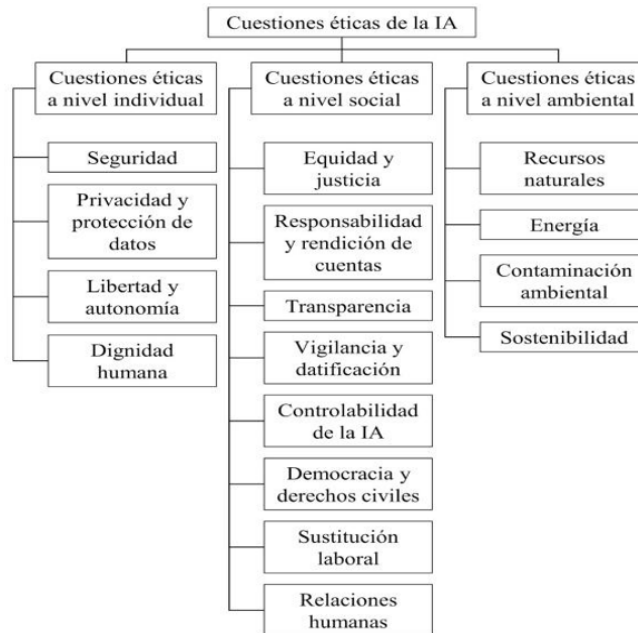 Cuestiones éticas de la IA
Cuestiones éticas
a nivel individual
Seguridad
Privacidad y
protección de
datos
Libertad y
autonomía
Dignidad
humana
Cuestiones éticas
a nivel social
Equidad y
justicia
Responsabilidad
y rendición de
cuentas
Transparencia
Vigilancia y
datificación
Controlabilidad
de la IA
Democracia y
derechos civiles
Sustitución
laboral
Relaciones
humanas
Cuestiones éticas
a nivel ambiental
Recursos
naturales
Energía
Contaminación
ambiental
Sostenibilidad